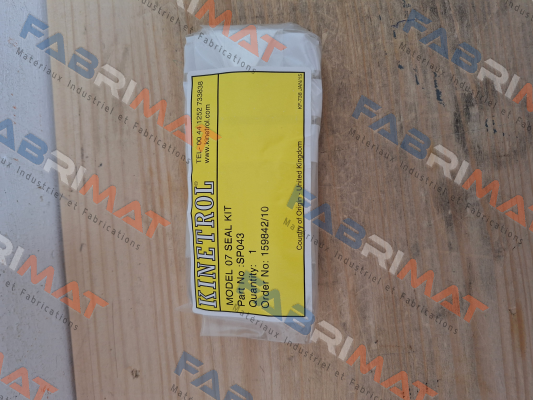 KINETROL
TEL:- 00 44 1252 733838
www.kinetrol.com
MODEL 07 SEAL KIT
Part No :SP043
Quantity: 1
Order No: 159842/10
Country of Origin - United Kingdom
FABRIMAT
Materiaux Industriel et Fabrications